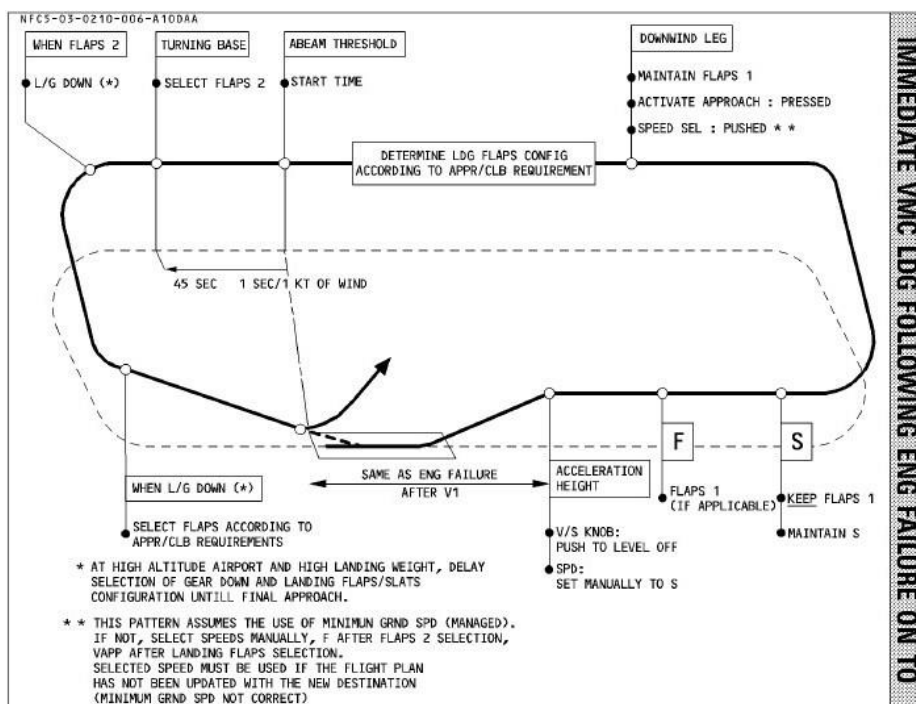 NFC5-03-0210-006-A100AA
WHEN FLAPS 2
L/G DOWN (*)
TURNING BASE
SELECT FLAPS 2
ABEAM THRESHOLD
START TIME
DOWNWIND LEG
MAINTAIN FLAPS 1
ACTIVATE APPROACH : PRESSED
SPEED SEL : PUSHED * *
DETERMINE LDG FLAPS CONFIG
ACCORDING TO APPR/CLB REQUIREMENT
45 SEC 1 SEC/1 KT OF WIND
WHEN L/G DOWN (*)
SELECT FLAPS ACCORDING TO
APPR/CLB REQUIREMENTS
SAME AS ENG FAILURE
AFTER V1
ACCELERATION
HEIGHT
V/S KNOB:
PUSH TO LEVEL OFF
SPD:
SET MANUALLY TO S
F
FLAPS 1
(IF APPLICABLE)
S
KEEP FLAPS 1
MAINTAIN S
* AT HIGH ALTITUDE AIRPORT AND HIGH LANDING WEIGHT, DELAY
SELECTION OF GEAR DOWN AND LANDING FLAPS/SLATS
CONFIGURATION UNTILL FINAL APPROACH.
* * THIS PATTERN ASSUMES THE USE OF MINIMUN GRND SPD (MANAGED).
IF NOT, SELECT SPEEDS MANUALLY, F AFTER FLAPS 2 SELECTION,
VAPP AFTER LANDING FLAPS SELECTION.
SELECTED SPEED MUST BE USED IF THE FLIGHT PLAN
HAS NOT BEEN UPDATED WITH THE NEW DESTINATION
(MINIMUM GRND SPD NOT CORRECT)
IMMEDIATE VMC LDG FOLLOWING ENG FAILURE ON TO